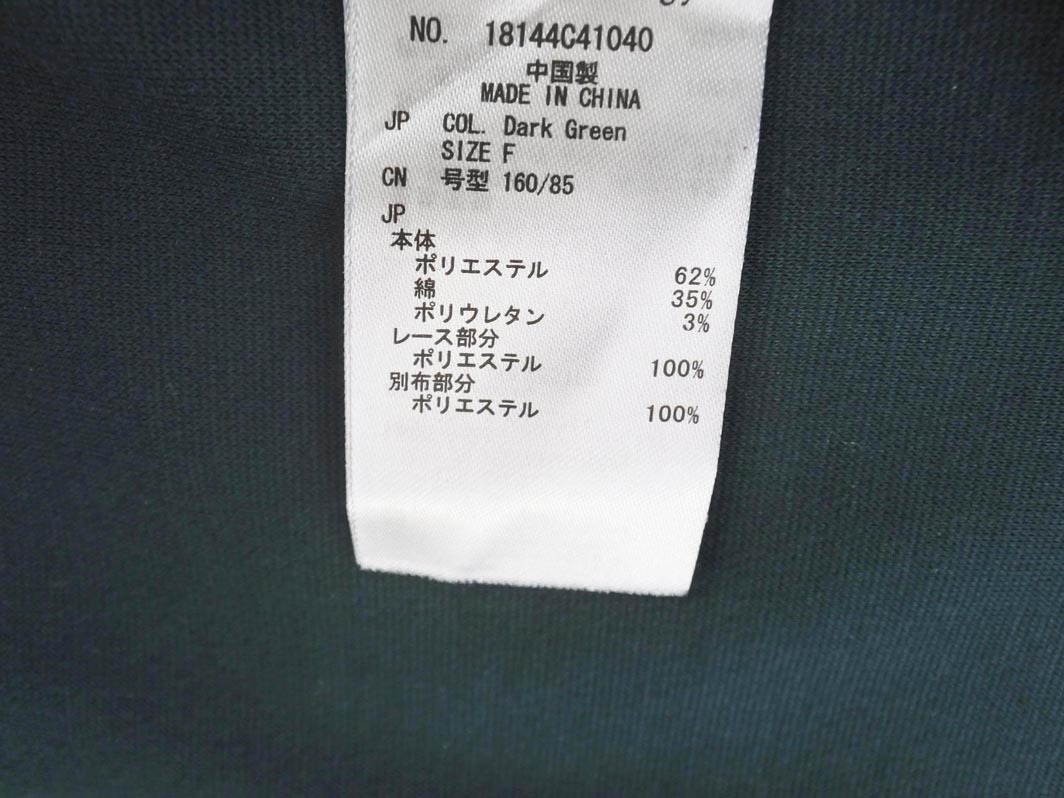 NO. 18144C41040
中国製
MADE IN CHINA
JP COL. Dark Green
SIZE F
CN 号型 160/85
JP
本体
ポリエステル 62%
綿 35%
ポリウレタン 3%
レース部分
ポリエステル 100%
別布部分
ポリエステル 100%